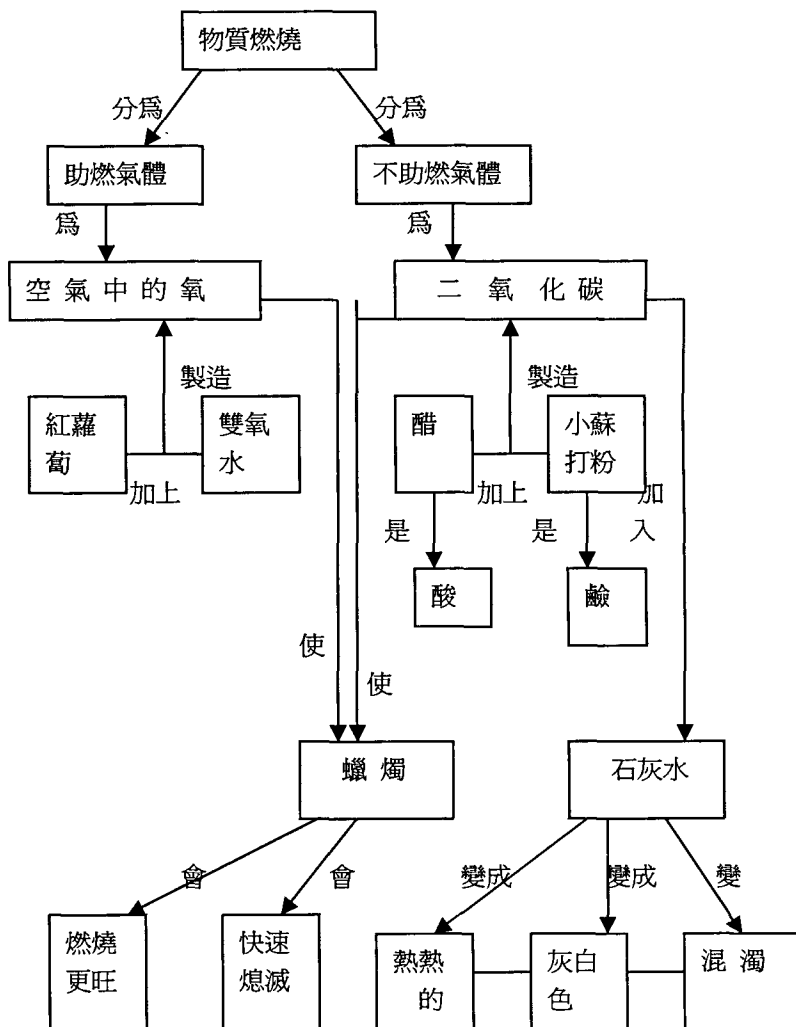 物質燃燒
分爲
分爲
助燃氣體
不助燃氣體
爲
爲
空氣中的氧
二氧化碳
製造
製造
紅蘿
蔔
雙氧
水
醋
小蘇
打粉
加上
加上
加
入
是
是
酸
鹼
使
使
蠟燭
石灰水
會
會
變成
變成
變
燃燒
更旺
快速
熄滅
熱熱
的
灰白
色
混濁